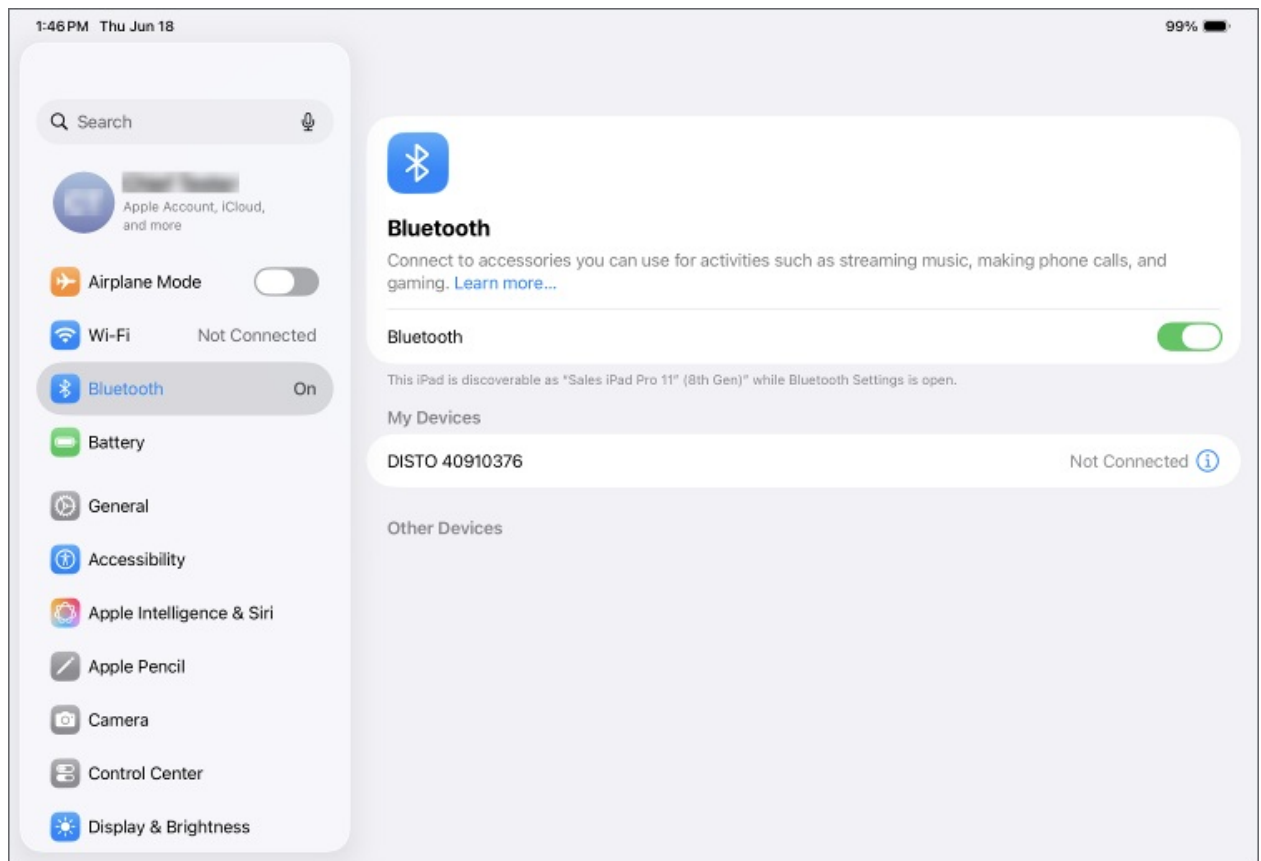 1:46 PM Thu Jun 18
99%
Search
Apple Account, iCloud,
and more
Airplane Mode
Wi-Fi Not Connected
Bluetooth On
Battery
General
Accessibility
Apple Intelligence & Siri
Apple Pencil
Camera
Control Center
Display & Brightness
Bluetooth
Connect to accessories you can use for activities such as streaming music, making phone calls, and
gaming. Learn more...
Bluetooth
This iPad is discoverable as "Sales iPad Pro 11" (8th Gen)" while Bluetooth Settings is open.
My Devices
DISTO 40910376 Not Connected
Other Devices